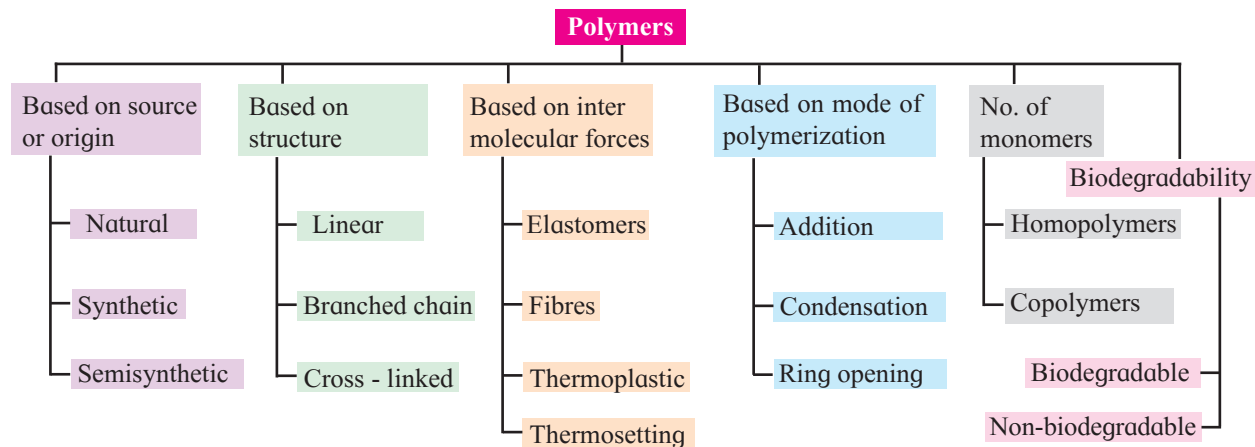 Polymers
Based on source
or origin
Natural
Synthetic
Semisynthetic
Based on
structure
Linear
Branched chain
Cross - linked
Based on inter
molecular forces
Elastomers
Fibres
Thermoplastic
Thermosetting
Based on mode of
polymerization
Addition
Condensation
Ring opening
No. of
monomers
Homopolymers
Copolymers
Biodegradability
Biodegradable
Non-biodegradable